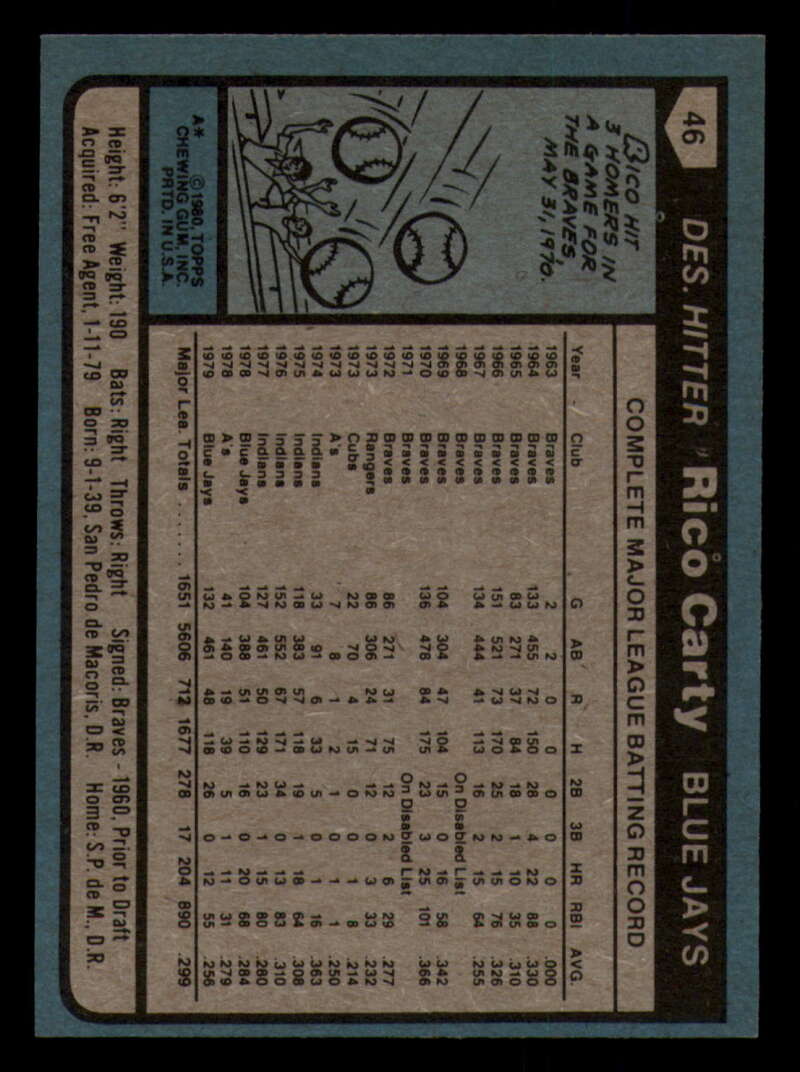 46 DES. HITTER Rico Carty BLUE JAYS
RICO HIT
3 HOMERS IN
A GAME FOR
THE BRAVES,
MAY 31, 1970.
A* © 1980, TOPPS
CHEWING GUM, INC.
PRTD. IN U.S.A.
COMPLETE MAJOR LEAGUE BATTING RECORD
Year Club G AB R H 2B 3B HR RBI AVG.
1963 Braves 2 2 0 0 0 0 0 0 .000
1964 Braves 133 455 72 150 28 4 22 88 .330
1965 Braves 83 271 37 84 18 1 10 35 .310
1966 Braves 151 521 73 170 25 2 15 76 .326
1967 Braves 134 444 41 113 16 2 15 64 .255
1968 Braves On Disabled List
1969 Braves 104 304 47 104 15 0 16 58 .342
1970 Braves 136 478 84 175 23 3 25 101 .366
1971 Braves On Disabled List
1972 Braves 86 271 31 75 12 2 6 29 .277
1973 Rangers 86 306 24 71 12 0 3 33 .232
1973 Cubs 22 70 4 15 0 0 1 8 .214
1973 A's 7 8 1 2 1 0 1 1 .250
1974 Indians 33 91 6 33 5 0 1 16 .363
1975 Indians 118 383 57 118 19 1 18 64 .308
1976 Indians 152 552 67 171 34 0 13 83 .310
1977 Indians 127 461 50 129 23 1 15 80 .280
1978 Blue Jays 104 388 51 110 16 0 20 68 .284
1978 A's 41 140 19 39 5 1 11 31 .279
1979 Blue Jays 132 461 48 118 26 0 12 55 .256
Major Lea. Totals ....... 1651 5606 712 1677 278 17 204 890 .299
Height: 6'2" Weight: 190 Bats: Right Throws: Right Signed: Braves - 1960, Prior to Draft
Acquired: Free Agent, 1-11-79 Born: 9-1-39, San Pedro de Macoris, D.R. Home: S.P. de M., D.R.